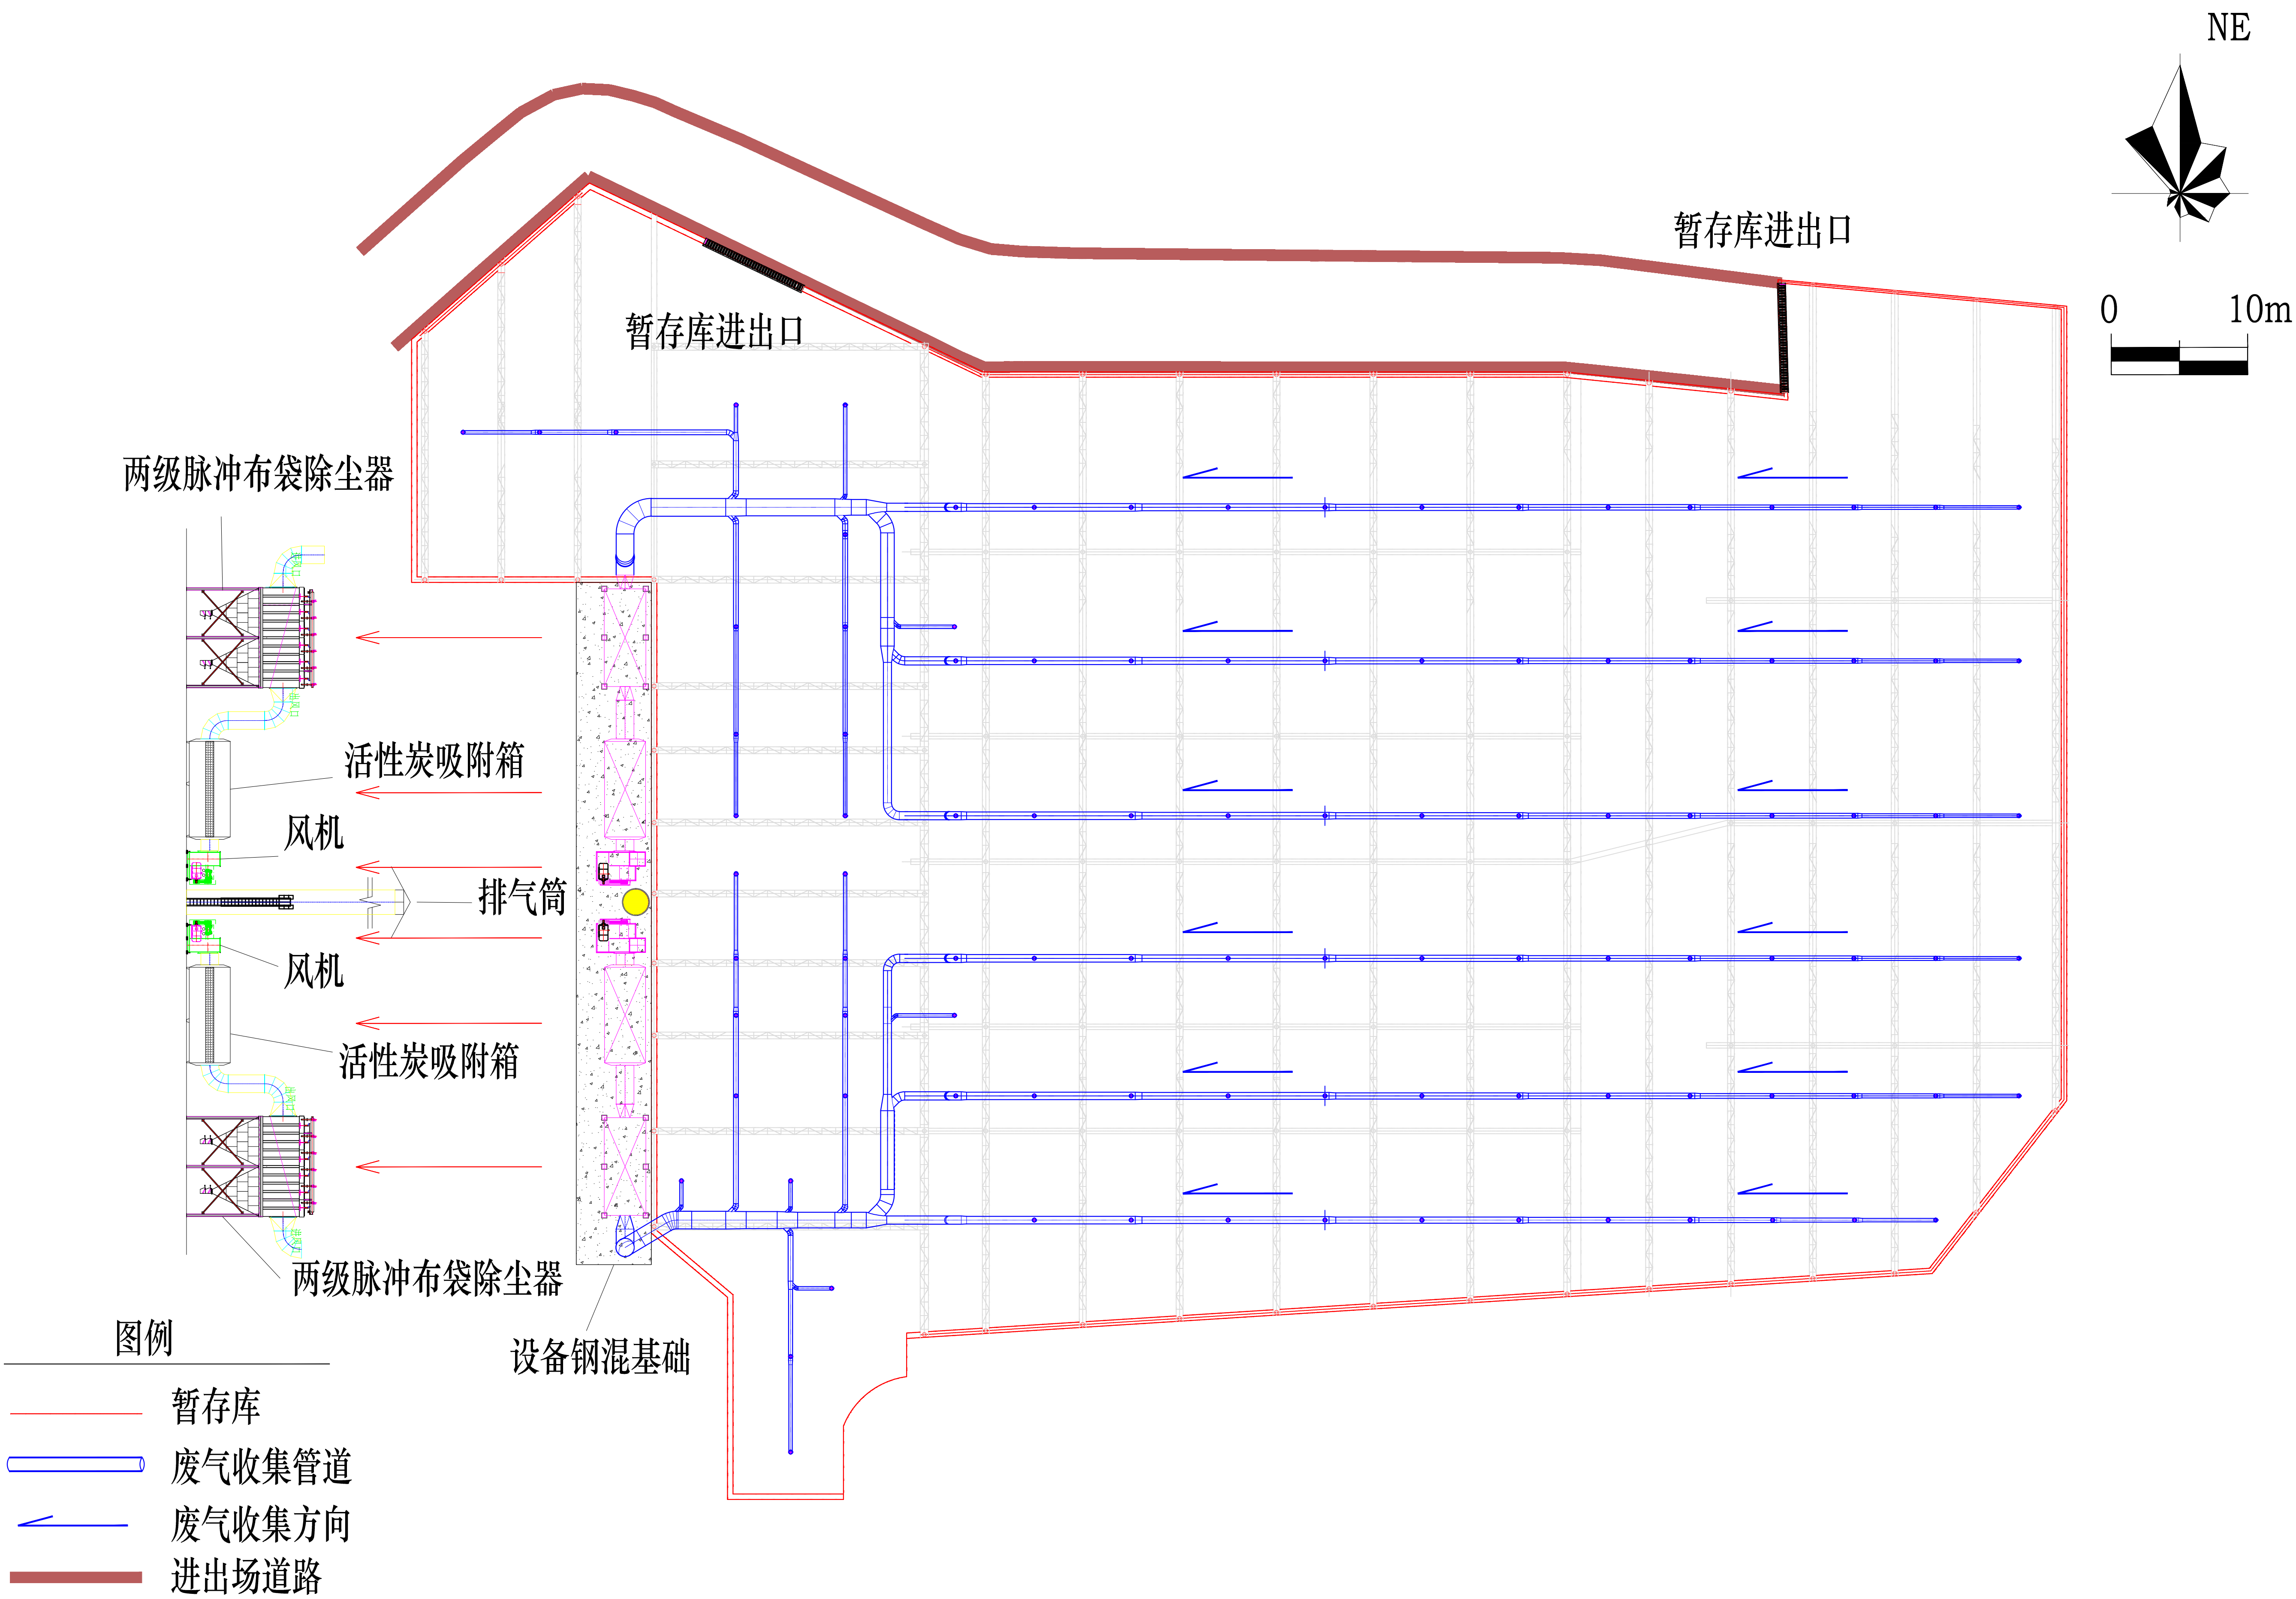 NE
暂存库进出口
0 10m
暂存库进出口
两级脉冲布袋除尘器
活性炭吸附箱
风机
排气筒
风机
活性炭吸附箱
两级脉冲布袋除尘器
设备钢混基础
图例
暂存库
废气收集管道
废气收集方向
进出场道路